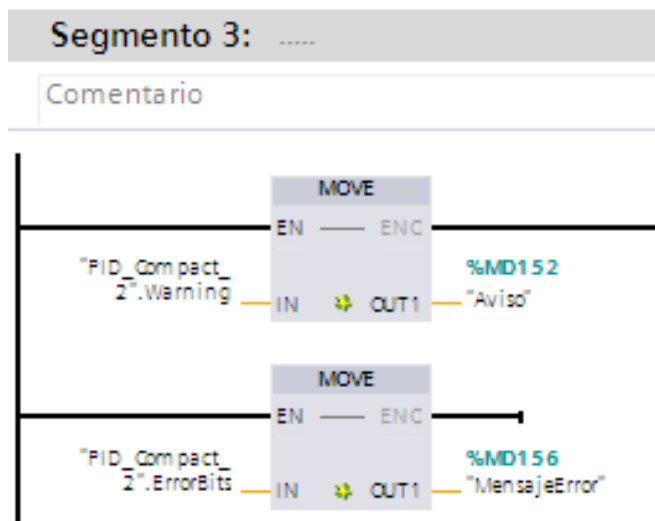 Segmento 3: .....
Comentario
MOVE
EN ENO
"PID_Compact_
2".Warning
IN OUT1
%MD152
"Aviso"
MOVE
EN ENO
"PID_Compact_
2".ErrorBits
IN OUT1
%MD156
"MensajeError"